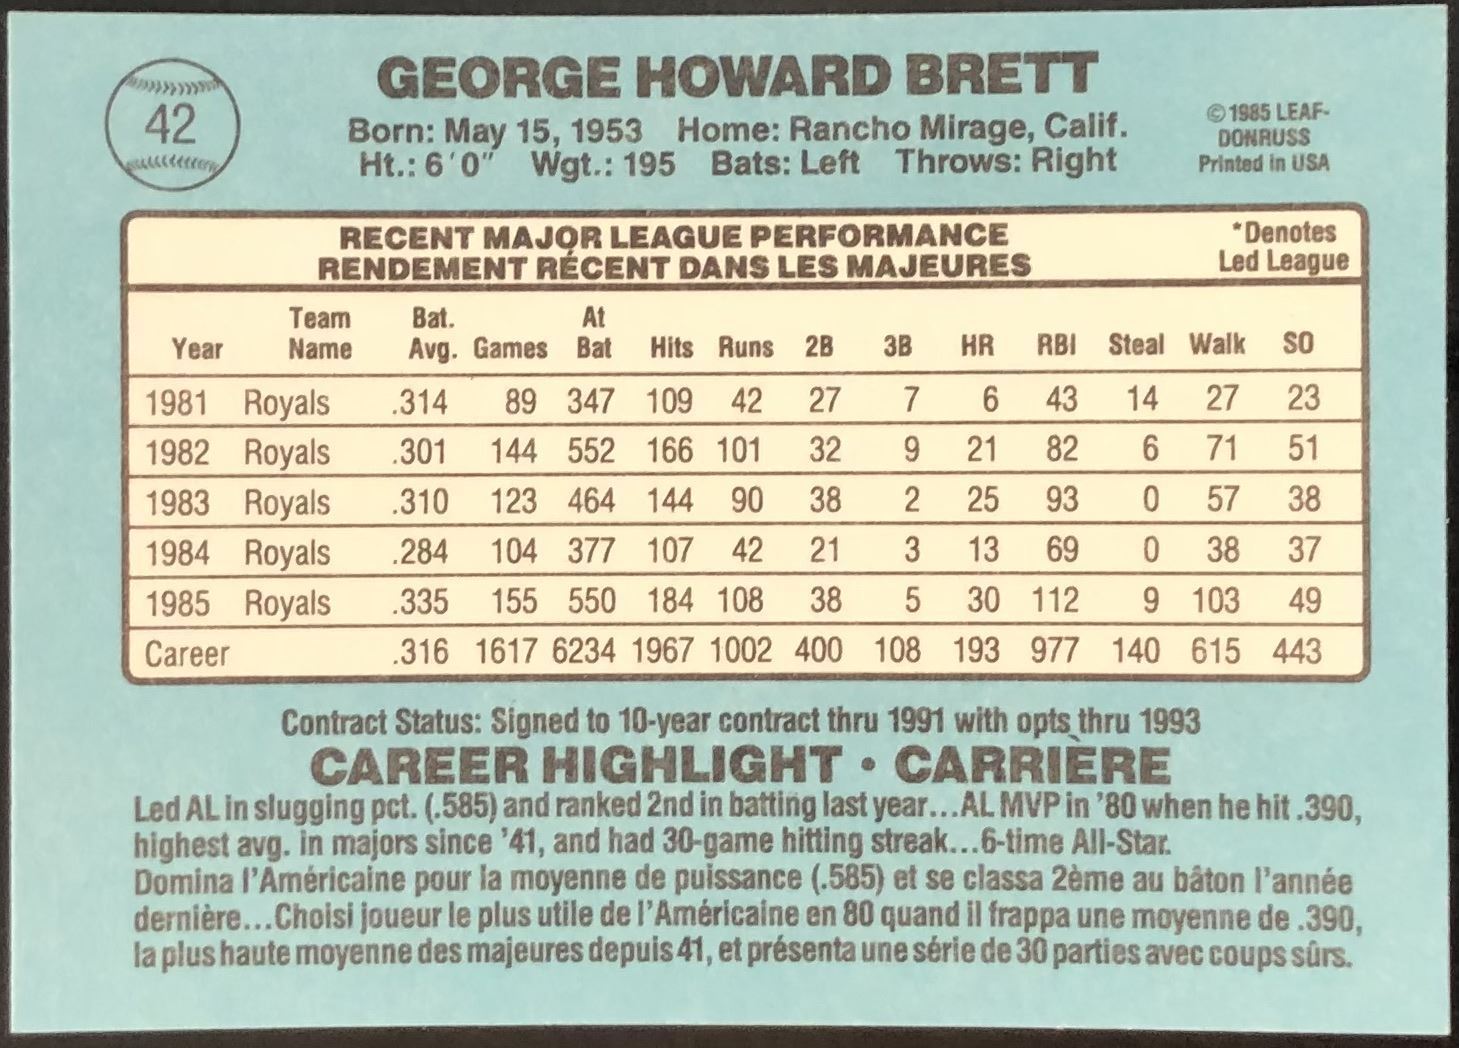 42
GEORGE HOWARD BRETT
Born: May 15, 1953 Home: Rancho Mirage, Calif.
Ht.: 6'0" Wgt.: 195 Bats: Left Throws: Right
©1985 LEAF-
DONRUSS
Printed in USA
RECENT MAJOR LEAGUE PERFORMANCE
RENDEMENT RÉCENT DANS LES MAJEURES
*Denotes
Led League
Year Team Name Bat. Avg. Games At Bat Hits Runs 2B 3B HR RBI Steal Walk SO
1981 Royals .314 89 347 109 42 27 7 6 43 14 27 23
1982 Royals .301 144 552 166 101 32 9 21 82 6 71 51
1983 Royals .310 123 464 144 90 38 2 25 93 0 57 38
1984 Royals .284 104 377 107 42 21 3 13 69 0 38 37
1985 Royals .335 155 550 184 108 38 5 30 112 9 103 49
Career .316 1617 6234 1967 1002 400 108 193 977 140 615 443
Contract Status: Signed to 10-year contract thru 1991 with opts thru 1993
CAREER HIGHLIGHT • CARRIÈRE
Led AL in slugging pct. (.585) and ranked 2nd in batting last year...AL MVP in '80 when he hit .390,
highest avg. in majors since '41, and had 30-game hitting streak...6-time All-Star.
Domina l'Américaine pour la moyenne de puissance (.585) et se classa 2ème au bâton l'année
dernière...Choisi joueur le plus utile de l'Américaine en 80 quand il frappa une moyenne de .390,
la plus haute moyenne des majeures depuis 41, et présenta une série de 30 parties avec coups sûrs.